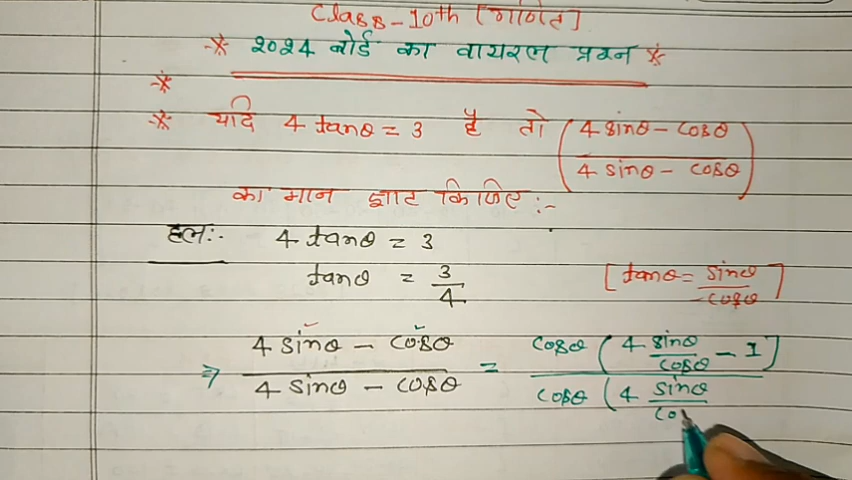 Class-10th [गणित]
* 2024 बोर्ड का वायरल प्रश्न *
*
* यदि 4 tanθ = 3 है तो (4 sinθ - cosθ / 4 sinθ - cosθ)
का मान ज्ञाट किजिए:-
हल:- 4 tanθ = 3
tanθ = 3/4 [tanθ = sinθ/cosθ]
⇒ 4 sinθ - cosθ / 4 sinθ - cosθ = cosθ (4 sinθ/cosθ - 1) / cosθ (4 sinθ/co